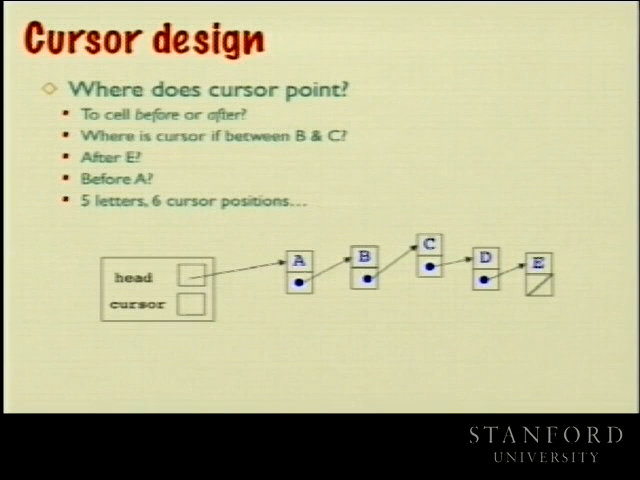 Cursor design
Where does cursor point?
To cell before or after?
Where is cursor if between B & C?
After E?
Before A?
5 letters, 6 cursor positions…
head
cursor
A
B
C
D
E
STANFORD
UNIVERSITY